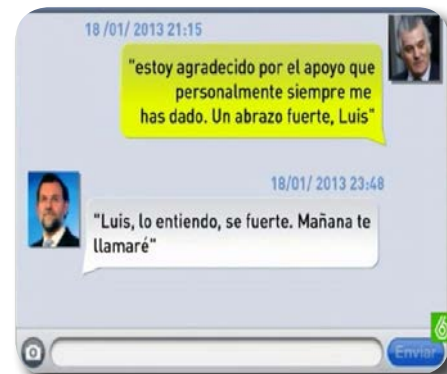 18 /01/ 2013 21:15
"estoy agradecido por el apoyo que
personalmente siempre me
has dado. Un abrazo fuerte, Luis"
18/01/ 2013 23:48
"Luis, lo entiendo, se fuerte. Mañana te
llamaré"
6
Enviar